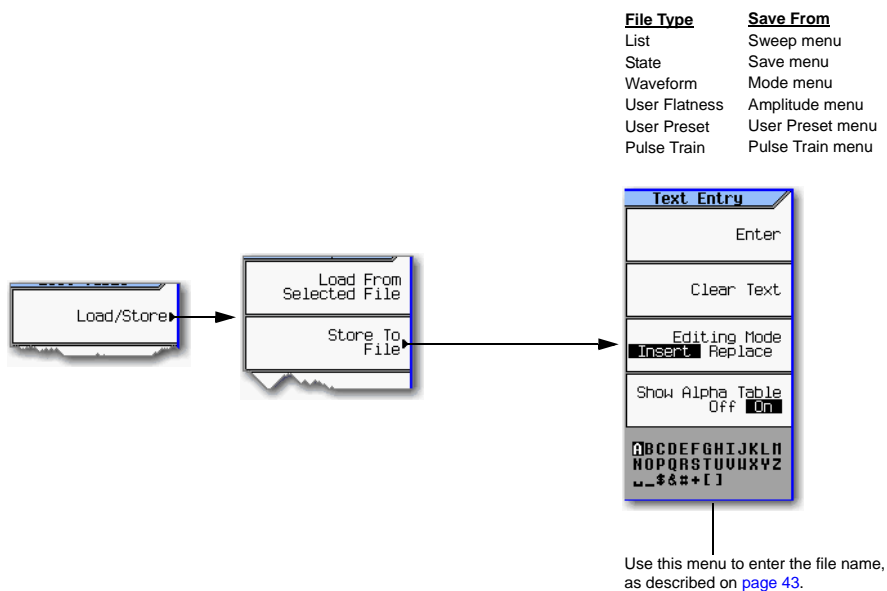 File Type Save From
List Sweep menu
State Save menu
Waveform Mode menu
User Flatness Amplitude menu
User Preset User Preset menu
Pulse Train Pulse Train menu
Load/Store
Load From
Selected File
Store To
File
Text Entry
Enter
Clear Text
Editing Mode
Insert Replace
Show Alpha Table
Off On
ABCDEFGHIJKLM
NOPQRSTUVWXYZ
␣_$&#+[]
Use this menu to enter the file name,
as described on page 43.